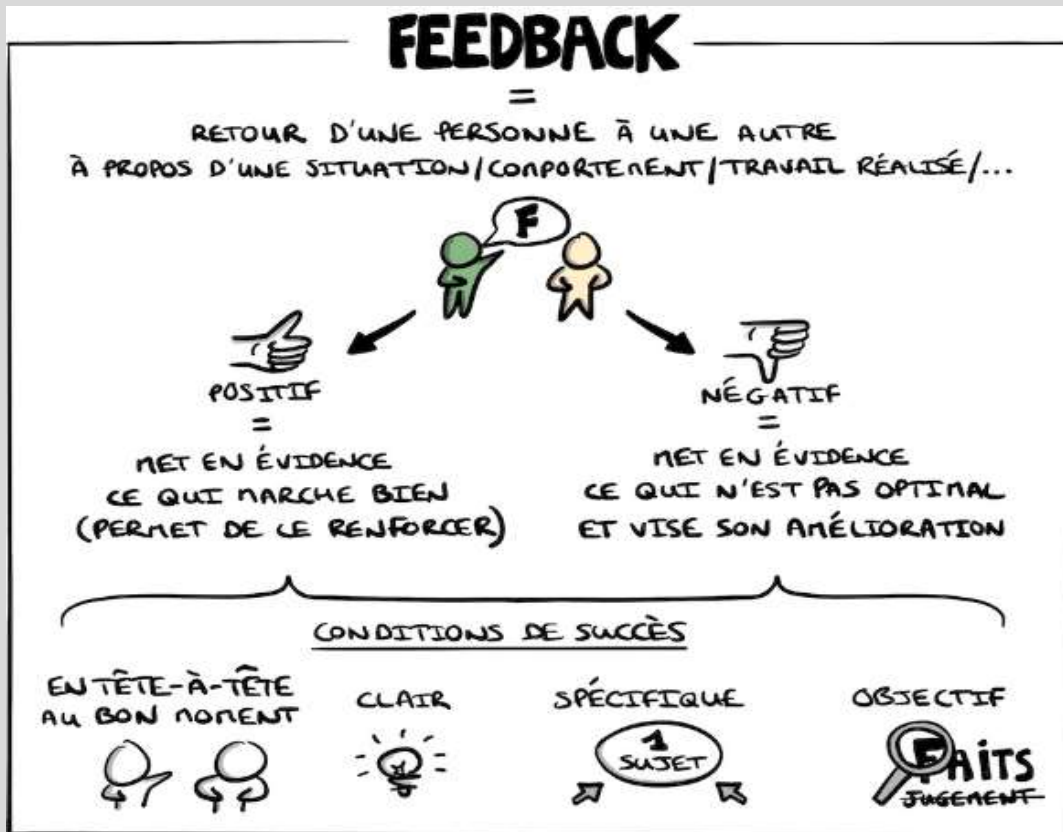 FEEDBACK
=
RETOUR D'UNE PERSONNE À UNE AUTRE
À PROPOS D'UNE SITUATION/COMPORTEMENT/TRAVAIL RÉALISÉ/...
F
POSITIF
=
MET EN ÉVIDENCE
CE QUI MARCHE BIEN
(PERMET DE LE RENFORCER)
NÉGATIF
=
MET EN ÉVIDENCE
CE QUI N'EST PAS OPTIMAL
ET VISE SON AMÉLIORATION
CONDITIONS DE SUCCÈS
EN TÊTE-À-TÊTE
AU BON MOMENT
CLAIR
SPÉCIFIQUE
1
SUJET
OBJECTIF
FAITS
JUGEMENT